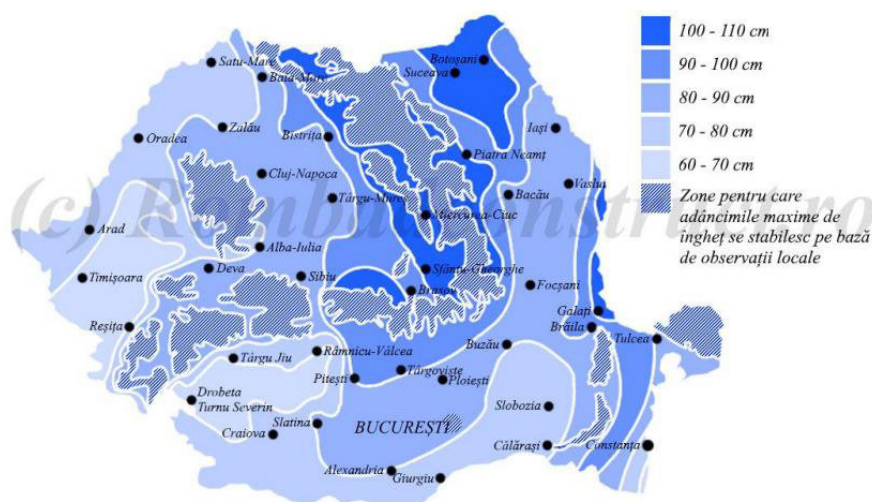 100 - 110 cm
90 - 100 cm
80 - 90 cm
70 - 80 cm
60 - 70 cm
Zone pentru care
adâncimile maxime de
îngheț se stabilesc pe bază
de observații locale
Satu-Mare
Baia-Mare
Botoșani
Suceava
Oradea
Zalău
Bistrița
Iași
Piatra Neamț
Cluj-Napoca
Târgu-Mureș
Bacău
Vaslui
Miercurea-Ciuc
Arad
Alba-Iulia
Timișoara
Deva
Sibiu
Sfântu-Gheorghe
Brașov
Focșani
Galați
Brăila
Tulcea
Reșița
Târgu Jiu
Râmnicu-Vâlcea
Buzău
Pitești
Târgoviște
Ploiești
Drobeta
Turnu Severin
Craiova
Slatina
BUCUREȘTI
Slobozia
Călărași
Constanța
Alexandria
Giurgiu